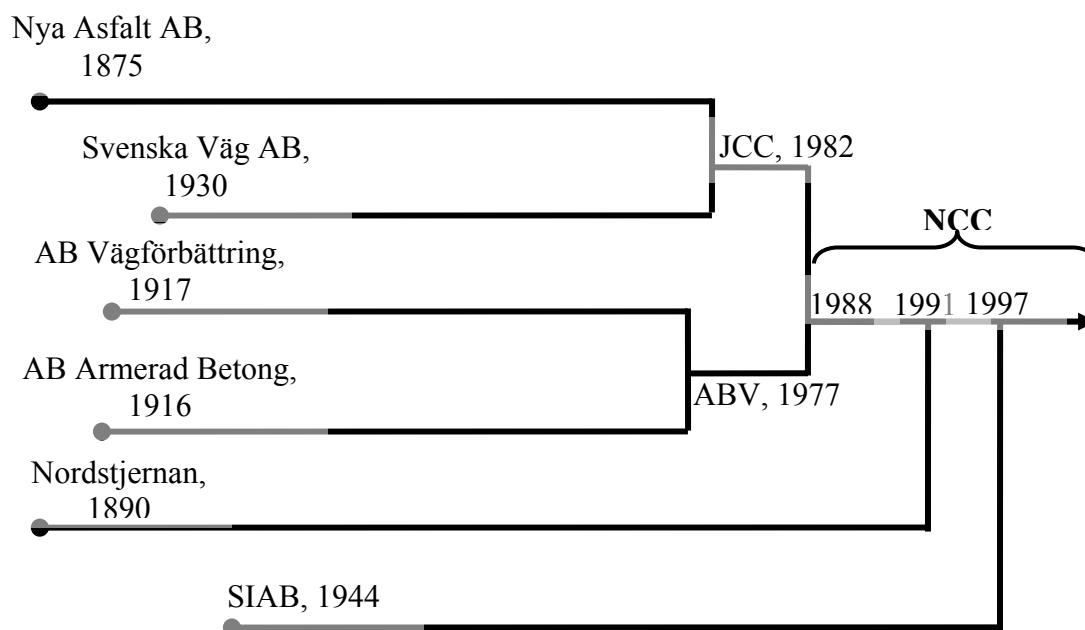 Nya Asfalt AB,
1875
Svenska Väg AB,
1930
JCC, 1982
NCC
AB Vägförbättring,
1917
1988 1991 1997
AB Armerad Betong,
1916
ABV, 1977
Nordstjernan,
1890
SIAB, 1944